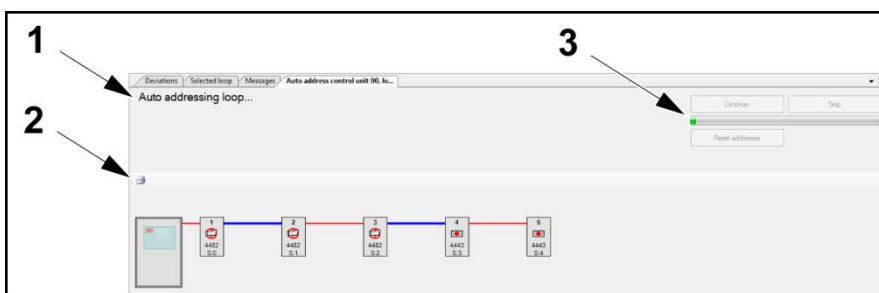 1
3
Deviations Selected loop Messages Auto address control unit 00, lo...
Auto addressing loop...
Continue Skip
2
Reset addresses
1 2 3 4 5
4482 4482 4482 4443 4443
S:0 S:1 S:2 S:3 S:4